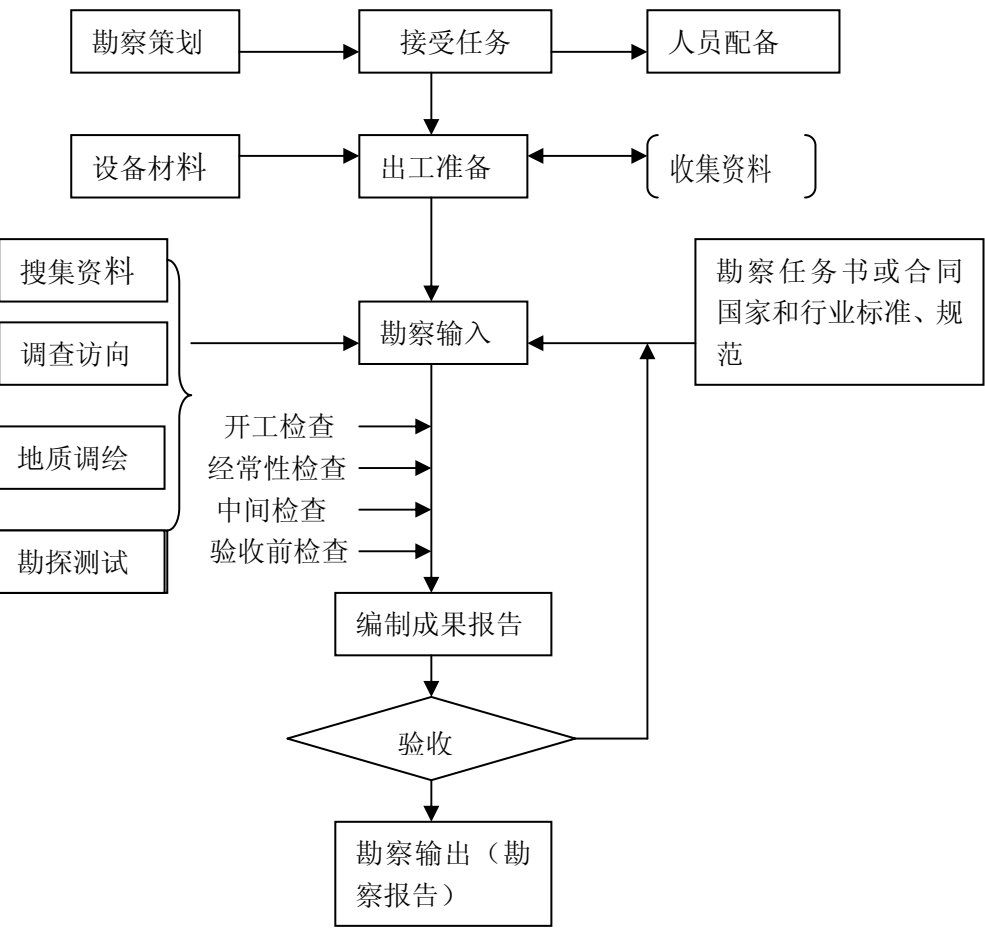 勘察策划
接受任务
人员配备
设备材料
出工准备
收集资料
搜集资料
勘察任务书或合同
国家和行业标准、规
范
勘察输入
调查访向
开工检查
地质调绘
经常性检查
中间检查
验收前检查
勘探测试
编制成果报告
验收
勘察输出（勘
察报告）